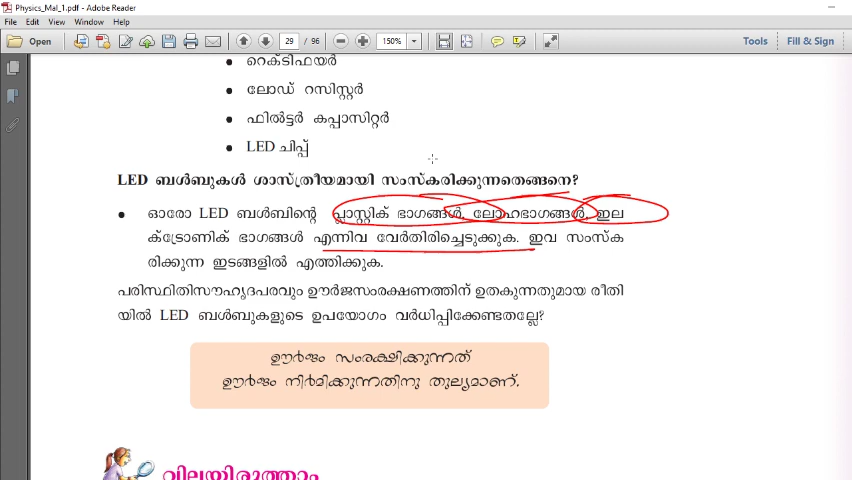 Physics_Mal_1.pdf - Adobe Reader
File Edit View Window Help
Open 29 / 96 150% Tools Fill & Sign
റെക്ടിഫയർ
ലോഡ് റസിസ്റ്റർ
ഫിൽട്ടർ കപ്പാസിറ്റർ
LED ചിപ്പ്
LED ബൾബുകൾ ശാസ്ത്രീയമായി സംസ്കരിക്കുന്നതെങ്ങനെ?
ഓരോ LED ബൾബിന്റെ പ്ലാസ്റ്റിക് ഭാഗങ്ങൾ, ലോഹഭാഗങ്ങൾ, ഇല
ക്ട്രോണിക് ഭാഗങ്ങൾ എന്നിവ വേർതിരിച്ചെടുക്കുക. ഇവ സംസ്ക
രിക്കുന്ന ഇടങ്ങളിൽ എത്തിക്കുക.
പരിസ്ഥിതിസൗഹൃദപരവും ഊർജസംരക്ഷണത്തിന് ഉതകുന്നതുമായ രീതി
യിൽ LED ബൾബുകളുടെ ഉപയോഗം വർധിപ്പിക്കേണ്ടതല്ലേ?
ഊർജം സംരക്ഷിക്കുന്നത്
ഊർജം നിർമിക്കുന്നതിനു തുല്യമാണ്.
വിലയിരുത്താം